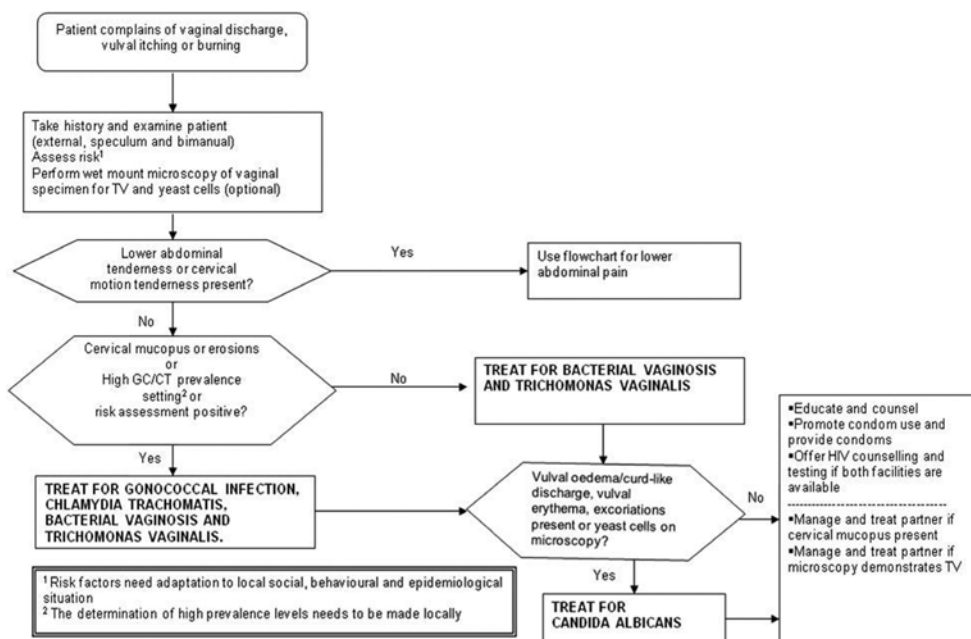 Patient complains of vaginal discharge,
vulval itching or burning
Take history and examine patient
(external, speculum and bimanual)
Assess risk¹
Perform wet mount microscopy of vaginal
specimen for TV and yeast cells (optional)
Lower abdominal
tenderness or cervical
motion tenderness present?
Yes
Use flowchart for lower
abdominal pain
No
Cervical mucopus or erosions
or
High GC/CT prevalence
setting² or
risk assessment positive?
No
TREAT FOR BACTERIAL VAGINOSIS
AND TRICHOMONAS VAGINALIS
Yes
TREAT FOR GONOCOCCAL INFECTION,
CHLAMYDIA TRACHOMATIS,
BACTERIAL VAGINOSIS AND
TRICHOMONAS VAGINALIS.
Vulval oedema/curd-like
discharge, vulval
erythema, excoriations
present or yeast cells on
microscopy?
No
Yes
TREAT FOR
CANDIDA ALBICANS
▪Educate and counsel
▪Promote condom use and
provide condoms
▪Offer HIV counselling and
testing if both facilities are
available
------------------------------------
▪Manage and treat partner if
cervical mucopus present
▪Manage and treat partner if
microscopy demonstrates TV
¹ Risk factors need adaptation to local social, behavioural and epidemiological
situation
² The determination of high prevalence levels needs to be made locally